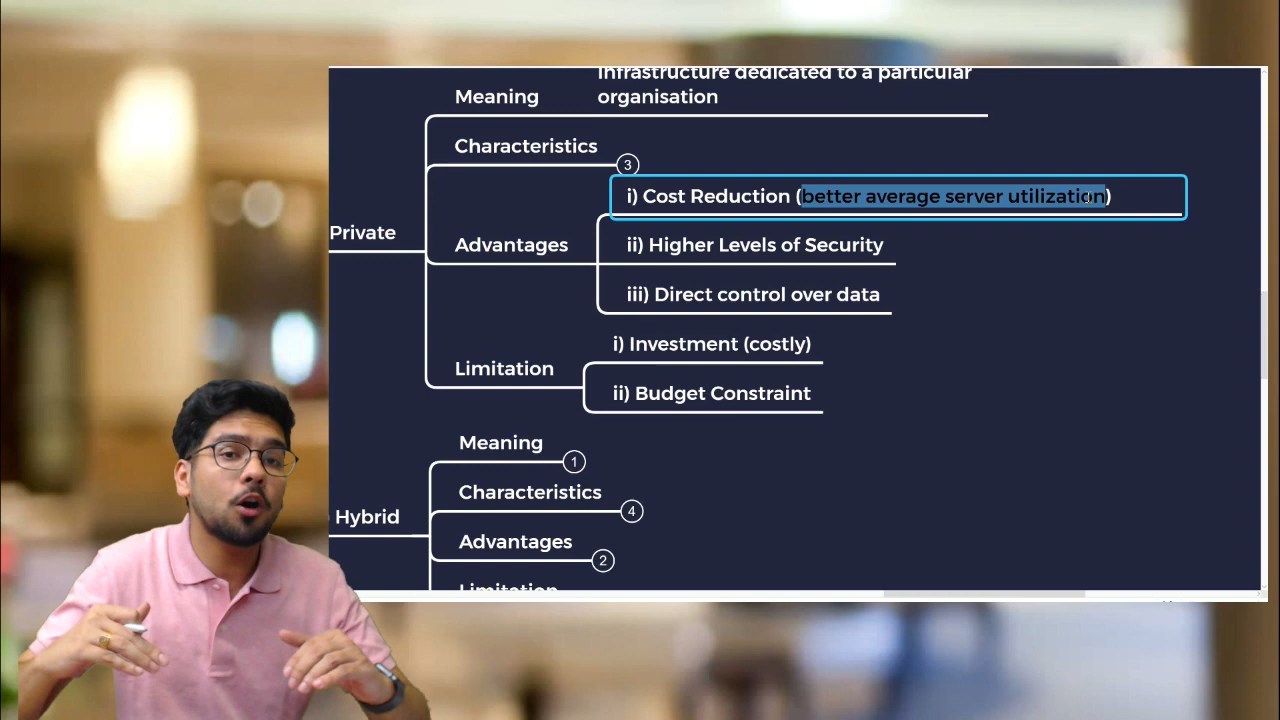 infrastructure dedicated to a particular
organisation
Meaning
Characteristics
3
i) Cost Reduction (better average server utilization)
Private
Advantages
ii) Higher Levels of Security
iii) Direct control over data
i) Investment (costly)
Limitation
ii) Budget Constraint
Meaning
1
Characteristics
4
Hybrid
Advantages
2
Limitation